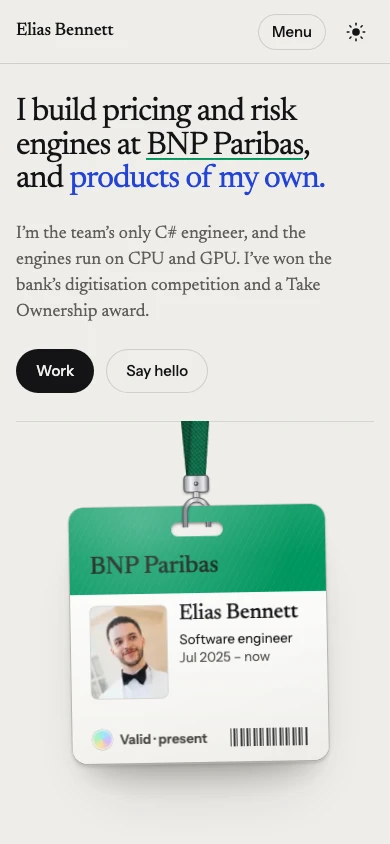 Elias Bennett
Menu
I build pricing and risk
engines at BNP Paribas,
and products of my own.
I’m the team’s only C# engineer, and the
engines run on CPU and GPU. I’ve won the
bank’s digitisation competition and a Take
Ownership award.
Work
Say hello
BNP Paribas
Elias Bennett
Software engineer
Jul 2025 – now
Valid · present